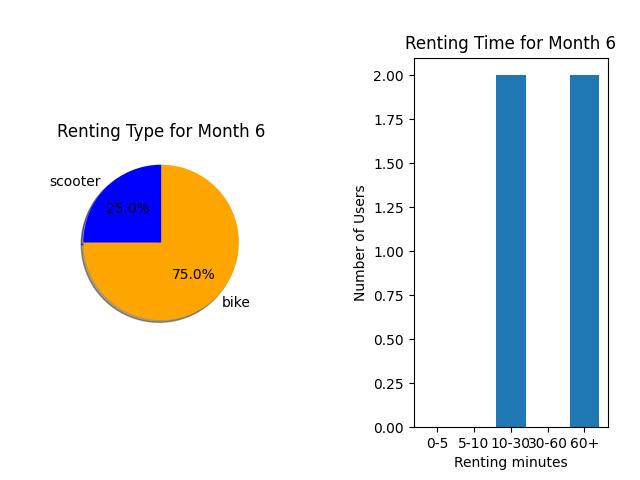 Renting Type for Month 6
scooter
25.0%
75.0%
bike
Renting Time for Month 6
2.00
1.75
1.50
1.25
1.00
0.75
0.50
0.25
0.00
Number of Users
0-5 5-10 10-30 30-60 60+
Renting minutes